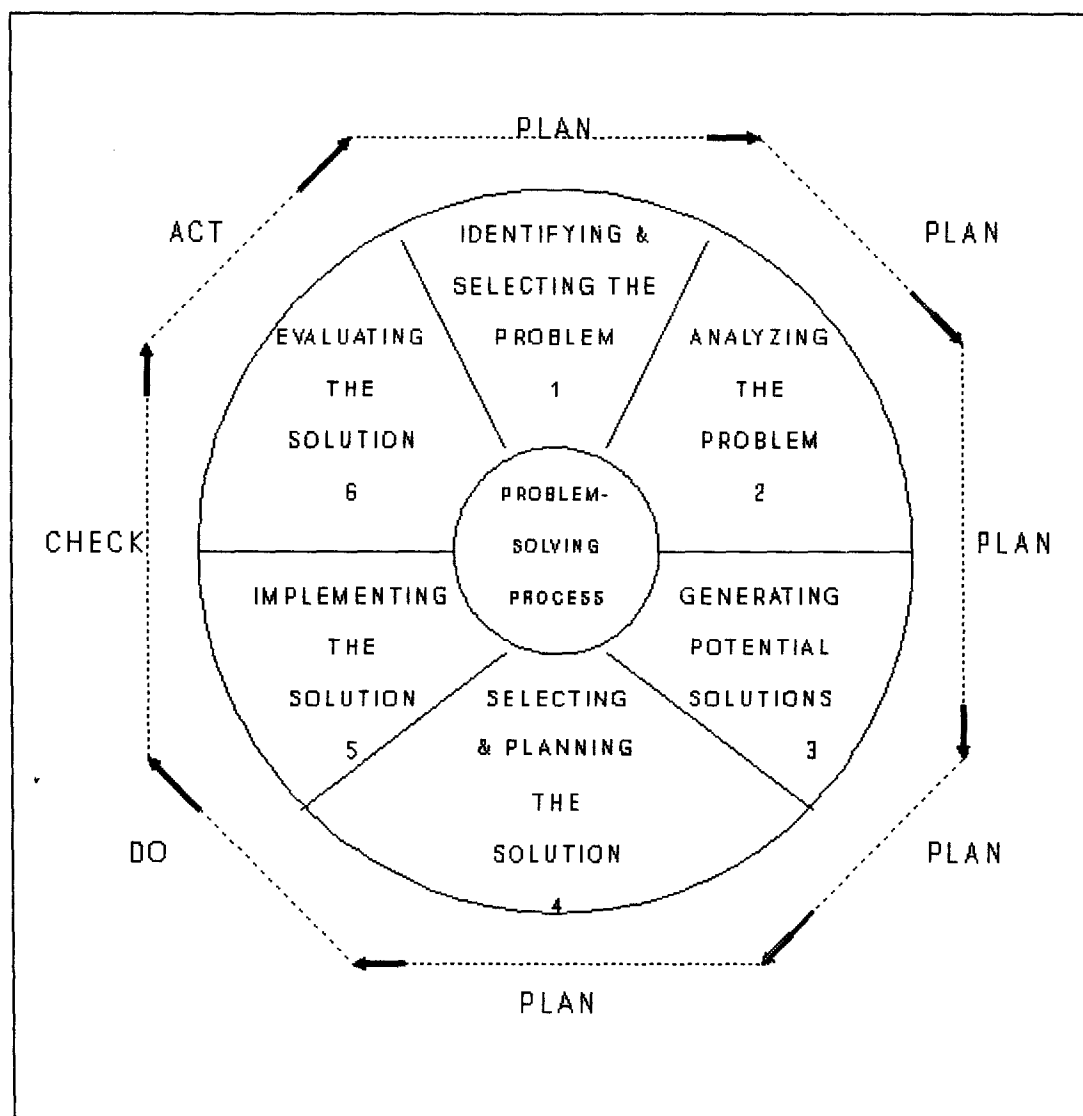 PLAN
PLAN
PLAN
PLAN
PLAN
DO
CHECK
ACT
IDENTIFYING &
SELECTING THE
PROBLEM
1
ANALYZING
THE
PROBLEM
2
GENERATING
POTENTIAL
SOLUTIONS
3
SELECTING
& PLANNING
THE
SOLUTION
4
IMPLEMENTING
THE
SOLUTION
5
EVALUATING
THE
SOLUTION
6
PROBLEM-
SOLVING
PROCESS